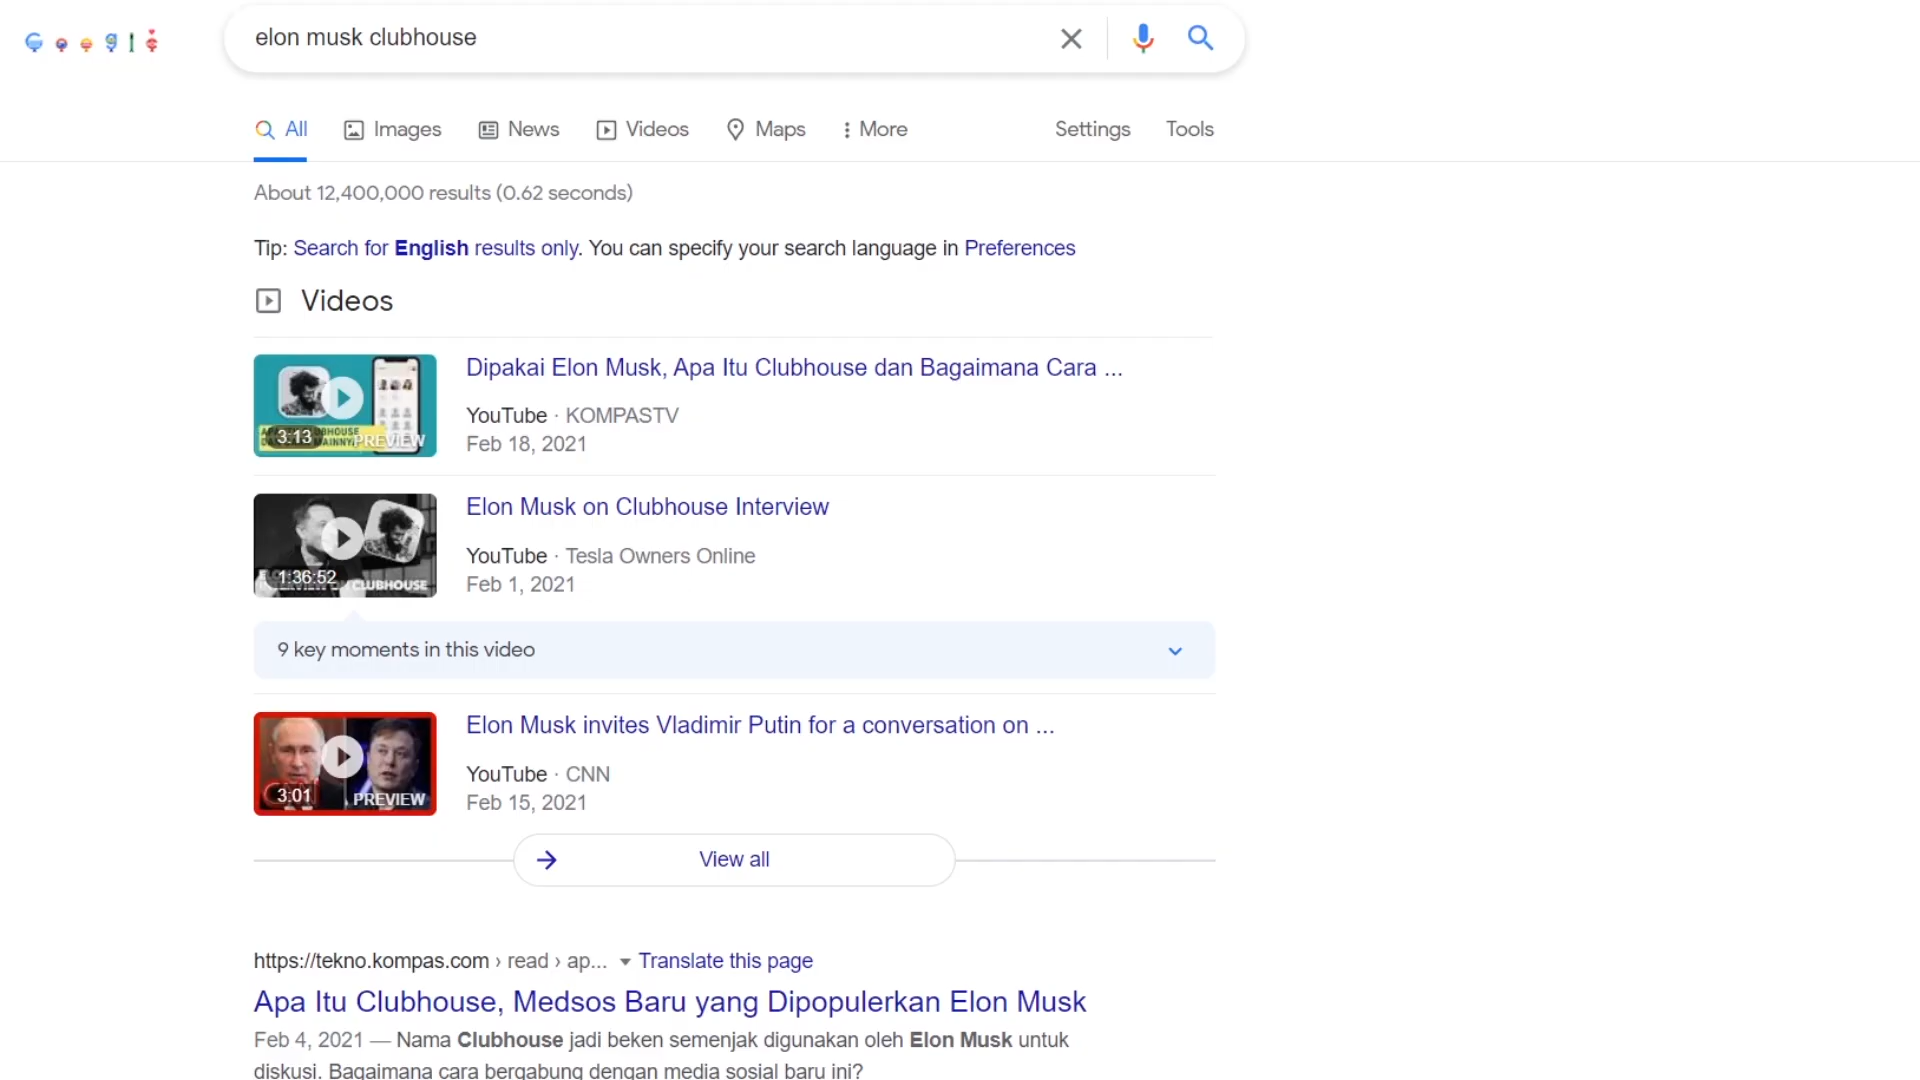 Google
elon musk clubhouse
All Images News Videos Maps More Settings Tools
About 12,400,000 results (0.62 seconds)
Tip: Search for English results only. You can specify your search language in Preferences
Videos
Dipakai Elon Musk, Apa Itu Clubhouse dan Bagaimana Cara ...
YouTube · KOMPASTV
Feb 18, 2021
3:13
PREVIEW
Elon Musk on Clubhouse Interview
YouTube · Tesla Owners Online
Feb 1, 2021
1:36:52
CLUBHOUSE
9 key moments in this video
Elon Musk invites Vladimir Putin for a conversation on ...
YouTube · CNN
Feb 15, 2021
3:01
PREVIEW
View all
https://tekno.kompas.com › read › ap... Translate this page
Apa Itu Clubhouse, Medsos Baru yang Dipopulerkan Elon Musk
Feb 4, 2021 — Nama Clubhouse jadi beken semenjak digunakan oleh Elon Musk untuk
diskusi. Bagaimana cara bergabung dengan media sosial baru ini?